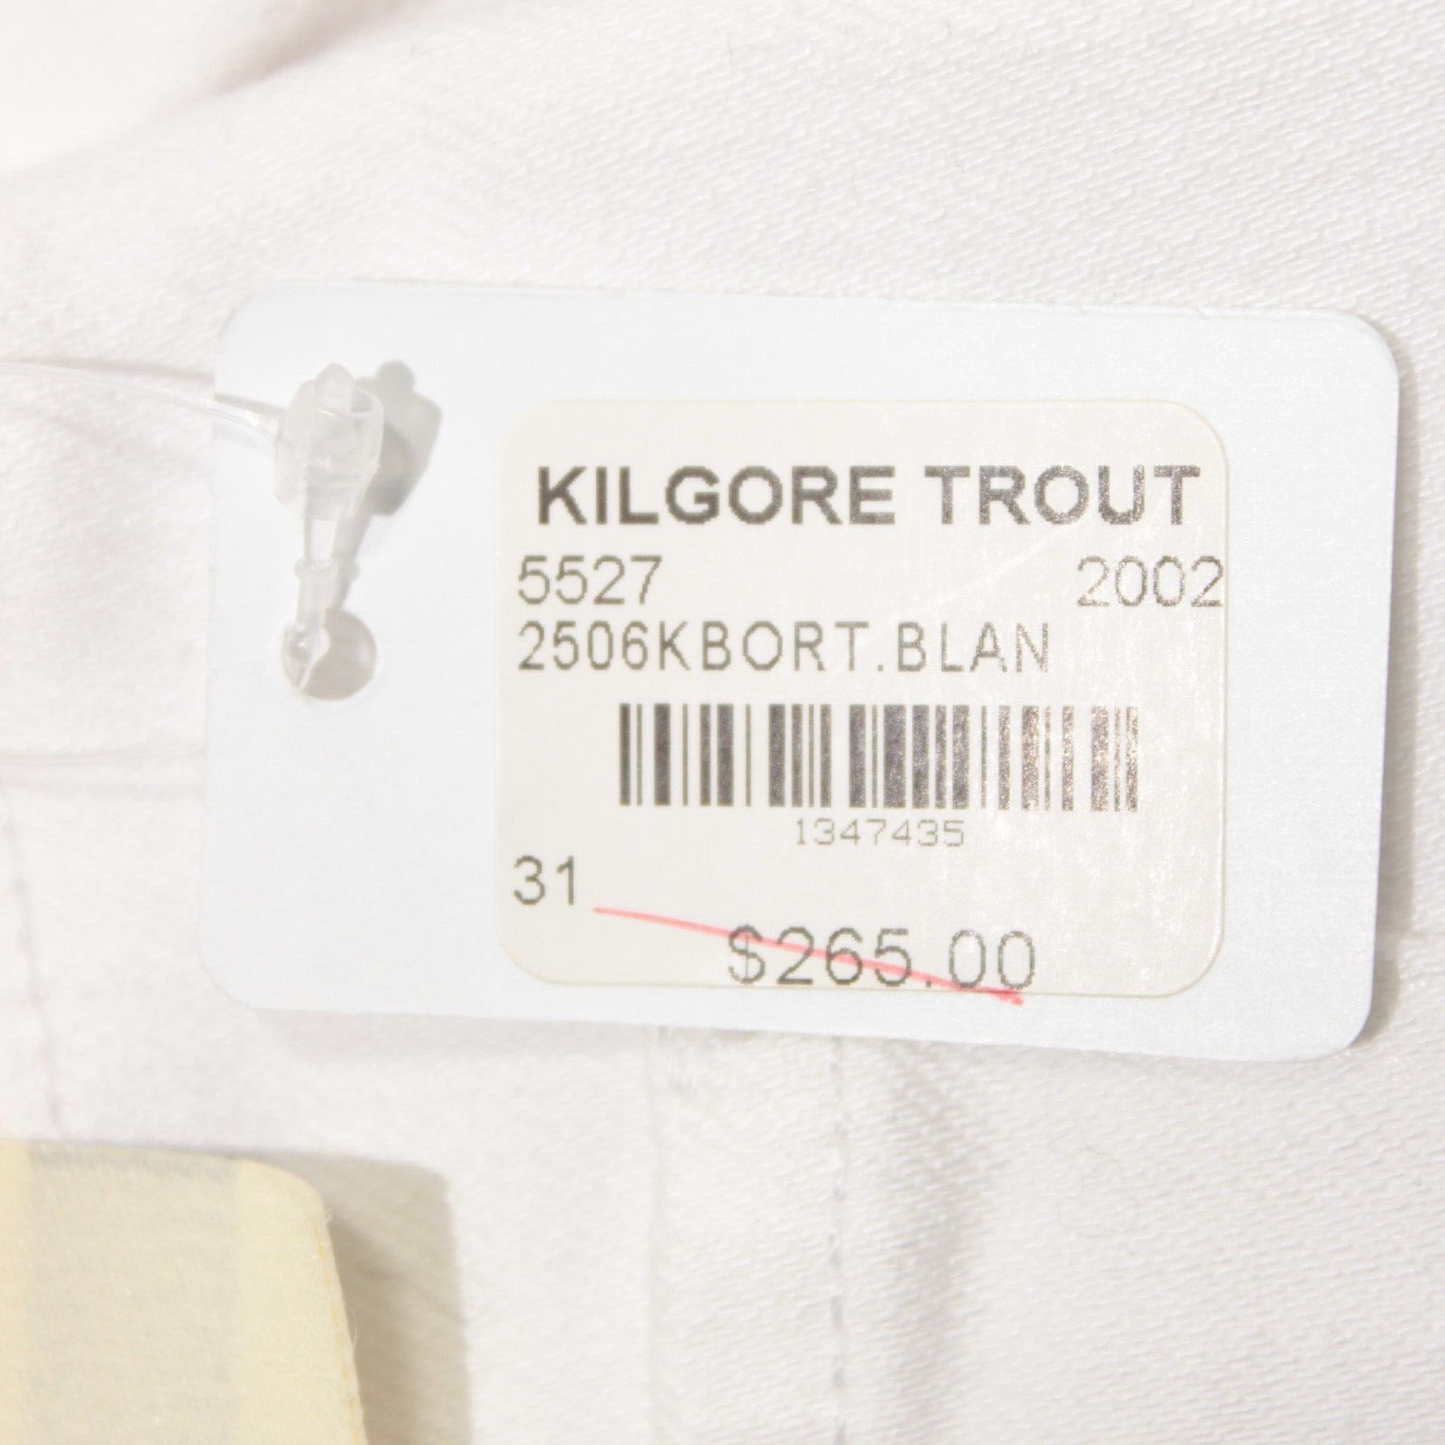 KILGORE TROUT
5527 2002
2506KBORT.BLAN
1347435
31
$265.00